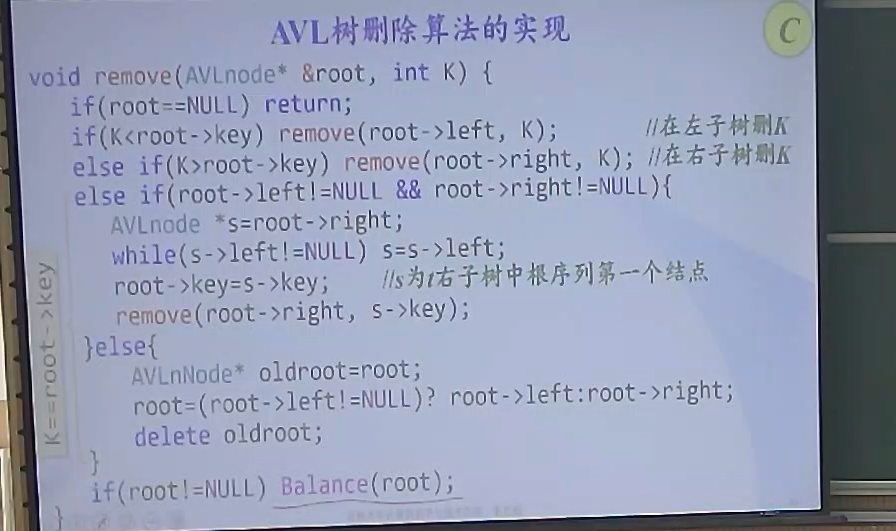 AVL树删除算法的实现
C
void remove(AVLnode* &root, int K) {
if(root==NULL) return;
if(K<root->key) remove(root->left, K); //在左子树删K
else if(K>root->key) remove(root->right, K); //在右子树删K
else if(root->left!=NULL && root->right!=NULL){
AVLnode *s=root->right;
while(s->left!=NULL) s=s->left;
root->key=s->key; //s为t右子树中根序列第一个结点
remove(root->right, s->key);
}else{
AVLnNode* oldroot=root;
root=(root->left!=NULL)? root->left:root->right;
delete oldroot;
}
if(root!=NULL) Balance(root);
}
K==root->key